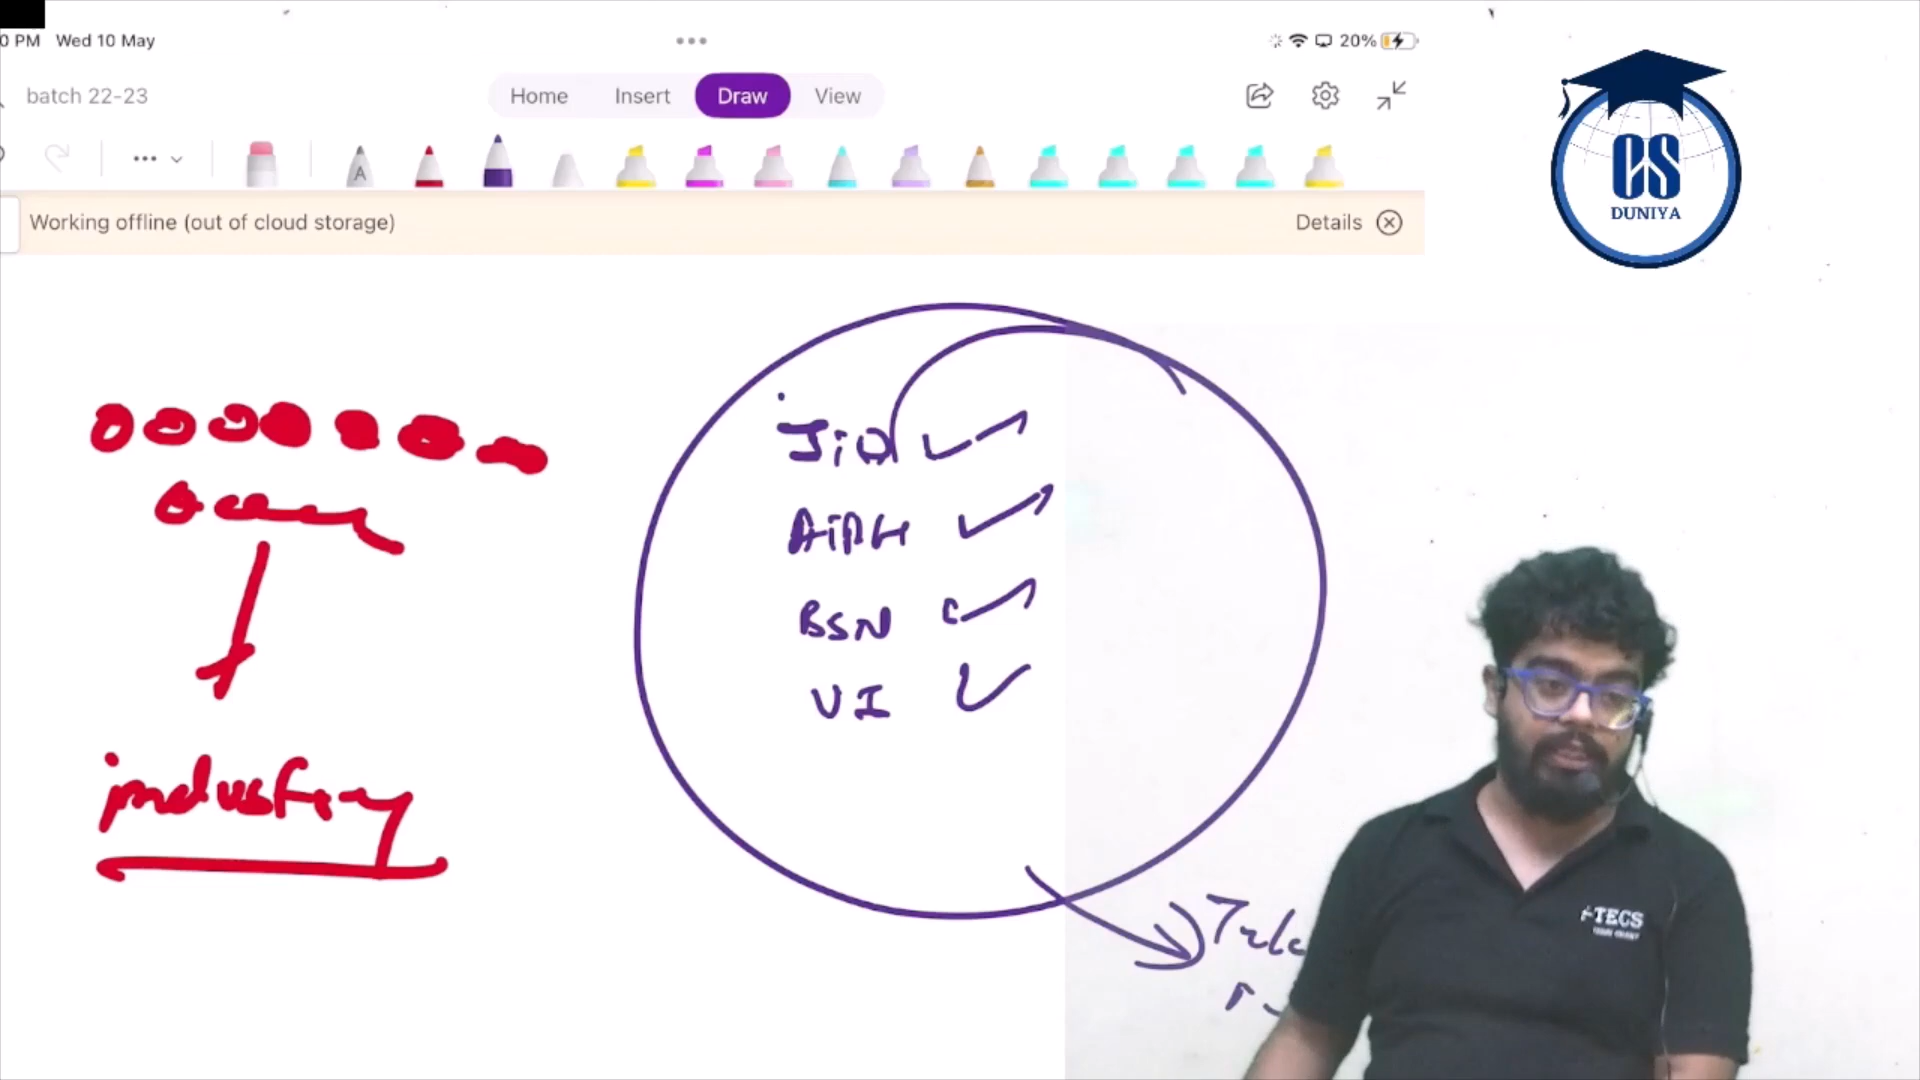 0 PM Wed 10 May
20%
batch 22-23
Home Insert Draw View
A
Working offline (out of cloud storage)
Details
CS
DUNIYA
Jio
BSN
VI
industry
i-TECS